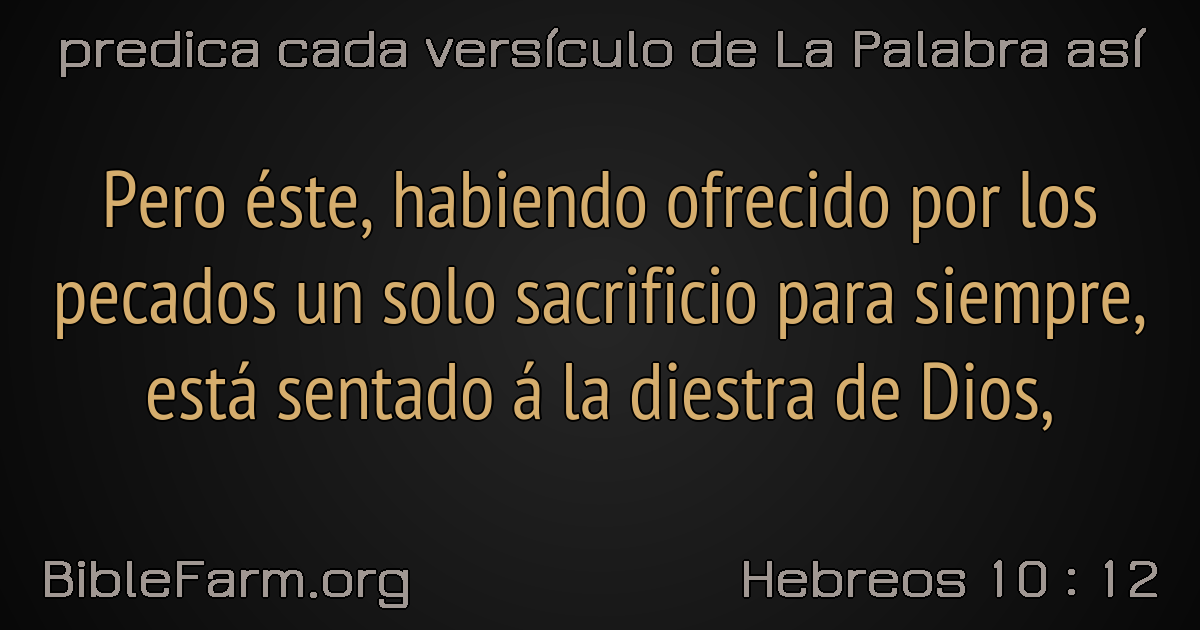 predica cada versículo de La Palabra así
Pero éste, habiendo ofrecido por los
pecados un solo sacrificio para siempre,
está sentado á la diestra de Dios,
BibleFarm.org
Hebreos 10 : 12